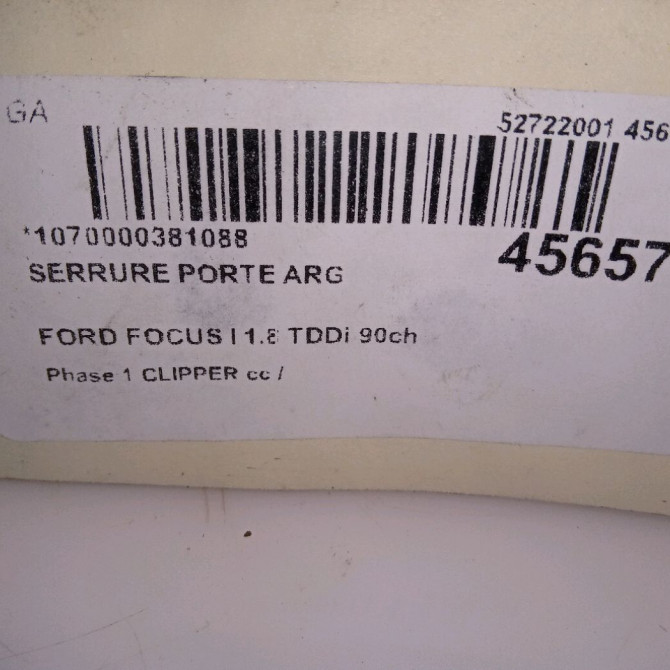 GA
52722001 456
*1070000381088
45657
SERRURE PORTE ARG
FORD FOCUS I 1.8 TDDi 90ch
Phase 1 CLIPPER cc /